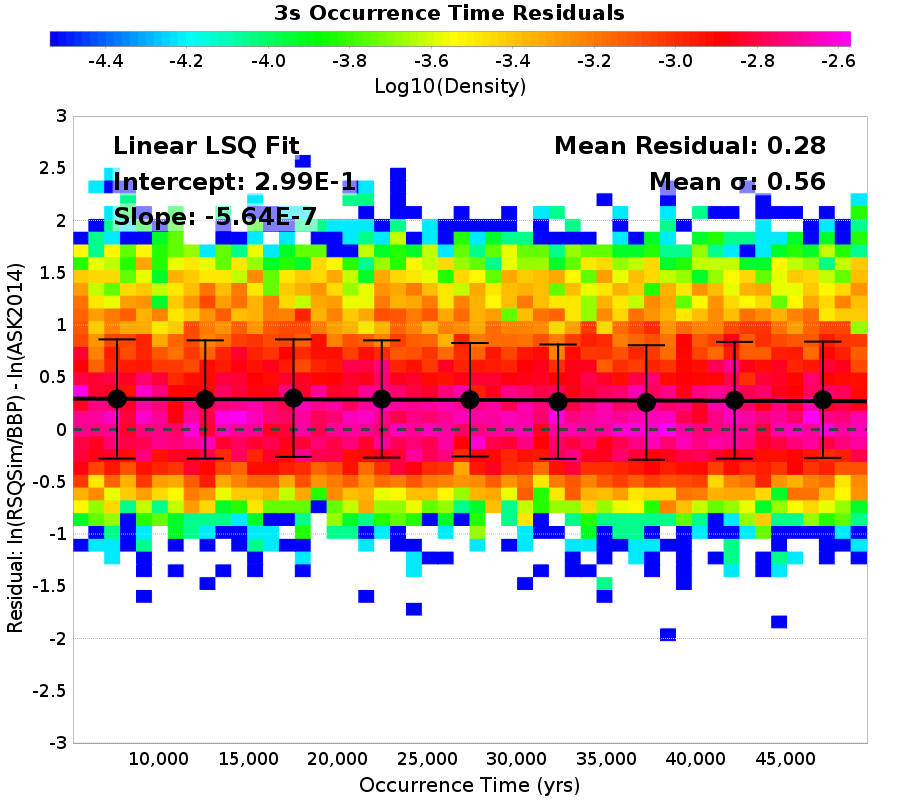 3s Occurrence Time Residuals
-4.4 -4.2 -4.0 -3.8 -3.6 -3.4 -3.2 -3.0 -2.8 -2.6
Log10(Density)
Linear LSQ Fit
Intercept: 2.99E-1
Slope: -5.64E-7
Mean Residual: 0.28
Mean σ: 0.56
Residual: ln(RSQSim/BBP) - ln(ASK2014)
3
2.5
2
1.5
1
0.5
0
-0.5
-1
-1.5
-2
-2.5
-3
10,000 15,000 20,000 25,000 30,000 35,000 40,000 45,000
Occurrence Time (yrs)